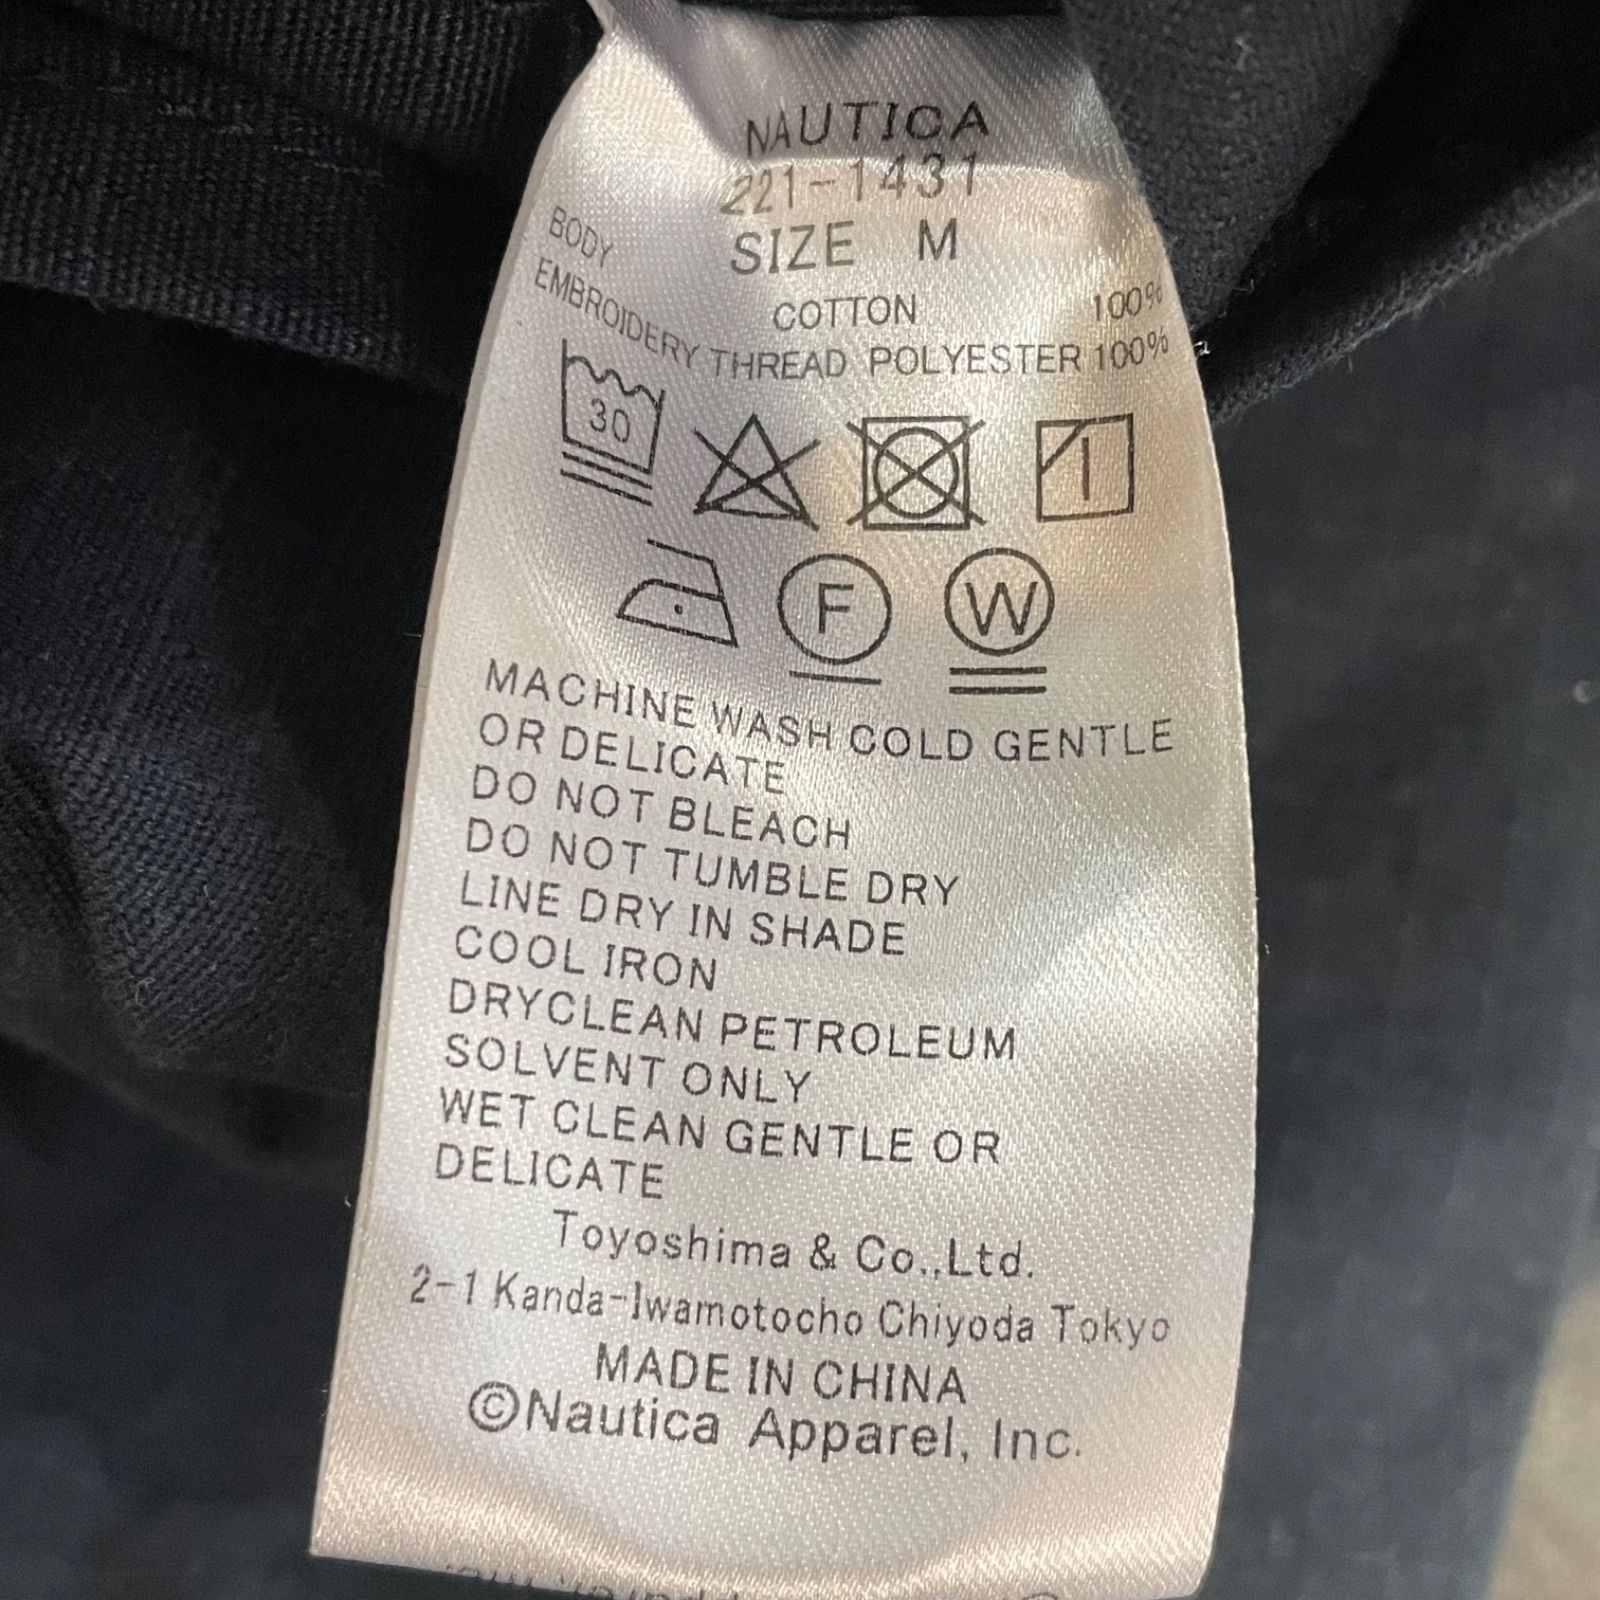 NAUTICA
221-1431
SIZE M
BODY COTTON 100%
EMBROIDERY THREAD POLYESTER 100%
30
F W
MACHINE WASH COLD GENTLE
OR DELICATE
DO NOT BLEACH
DO NOT TUMBLE DRY
LINE DRY IN SHADE
COOL IRON
DRYCLEAN PETROLEUM
SOLVENT ONLY
WET CLEAN GENTLE OR
DELICATE
Toyoshima & Co.,Ltd.
2-1 Kanda-Iwamotocho Chiyoda Tokyo
MADE IN CHINA
©Nautica Apparel, Inc.